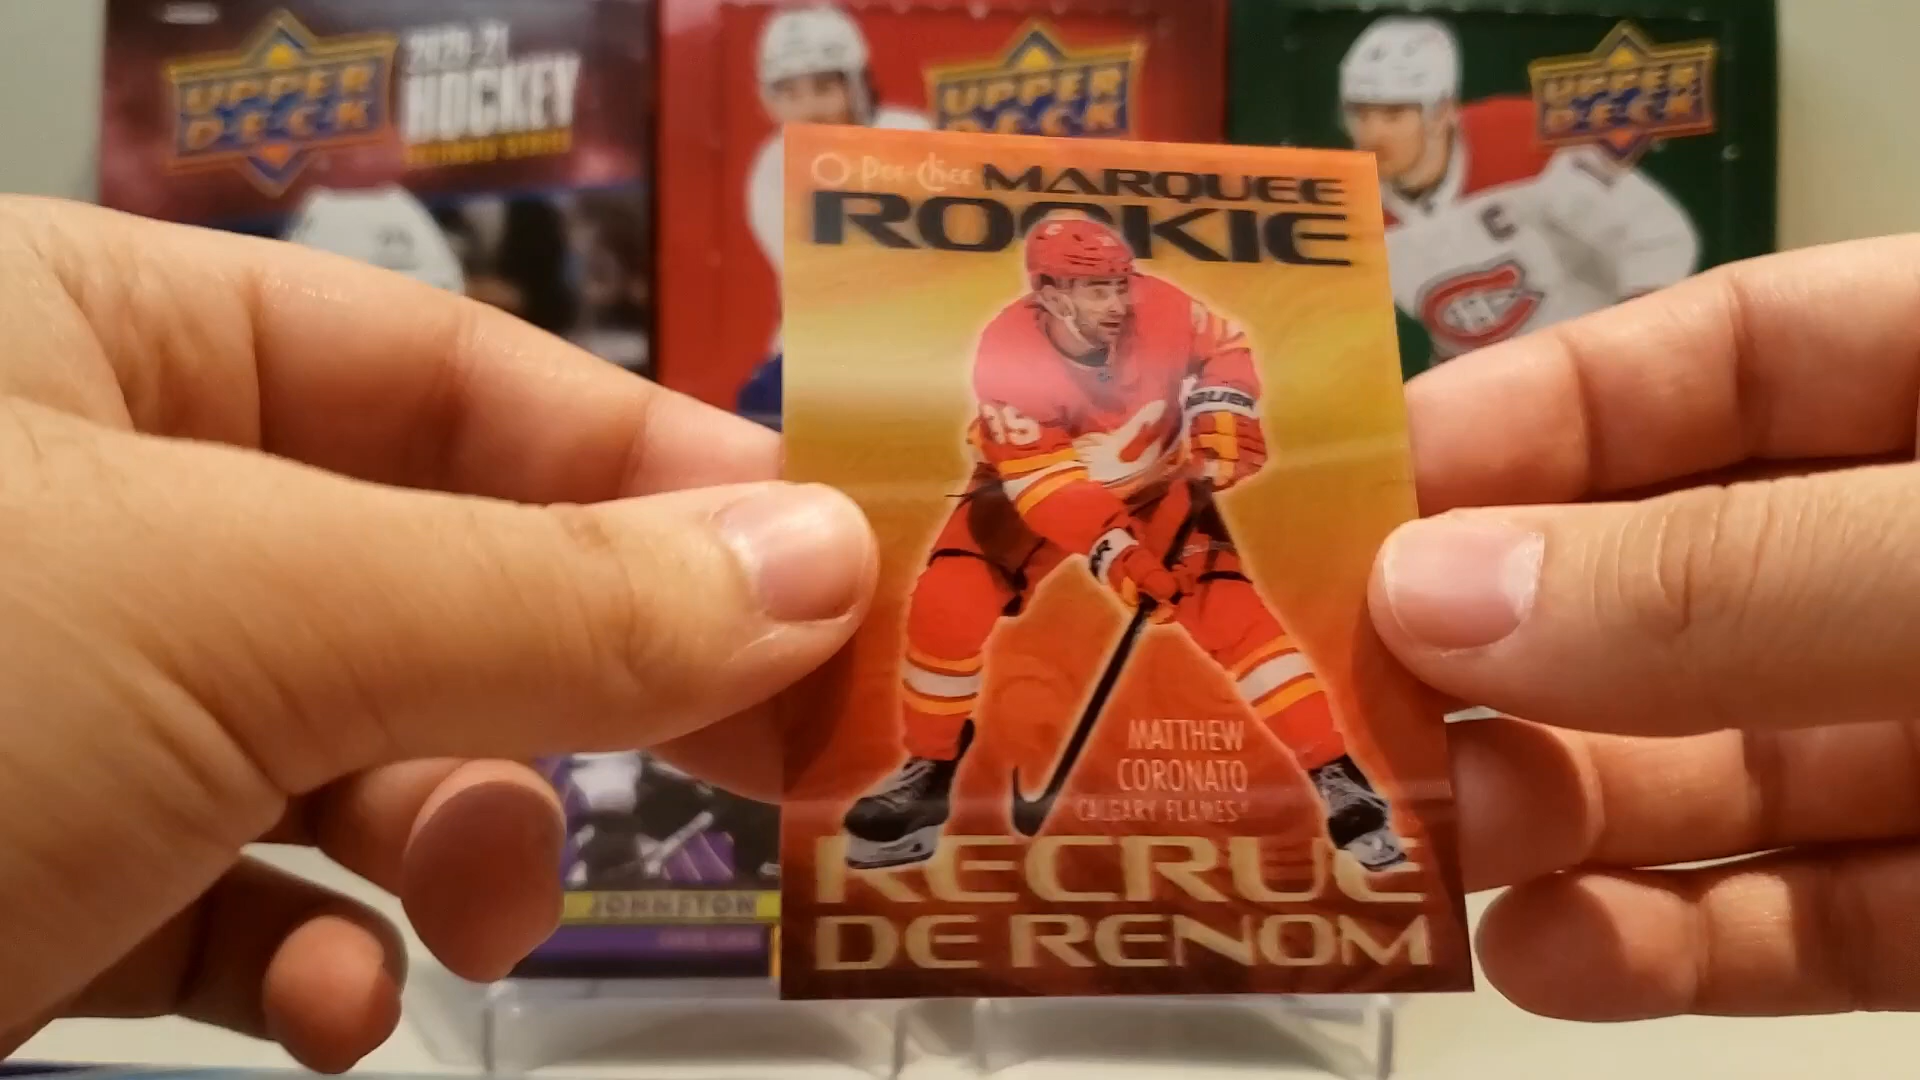 UPPER
DECK
2020-21
HOCKEY
UPPER
DECK
UPPER
DECK
C
O-Pee-Chee MARQUEE
ROOKIE
BAUER
MATTHEW
CORONATO
CALGARY FLAMES
RECRUE
DE RENOM
JOHNSTON